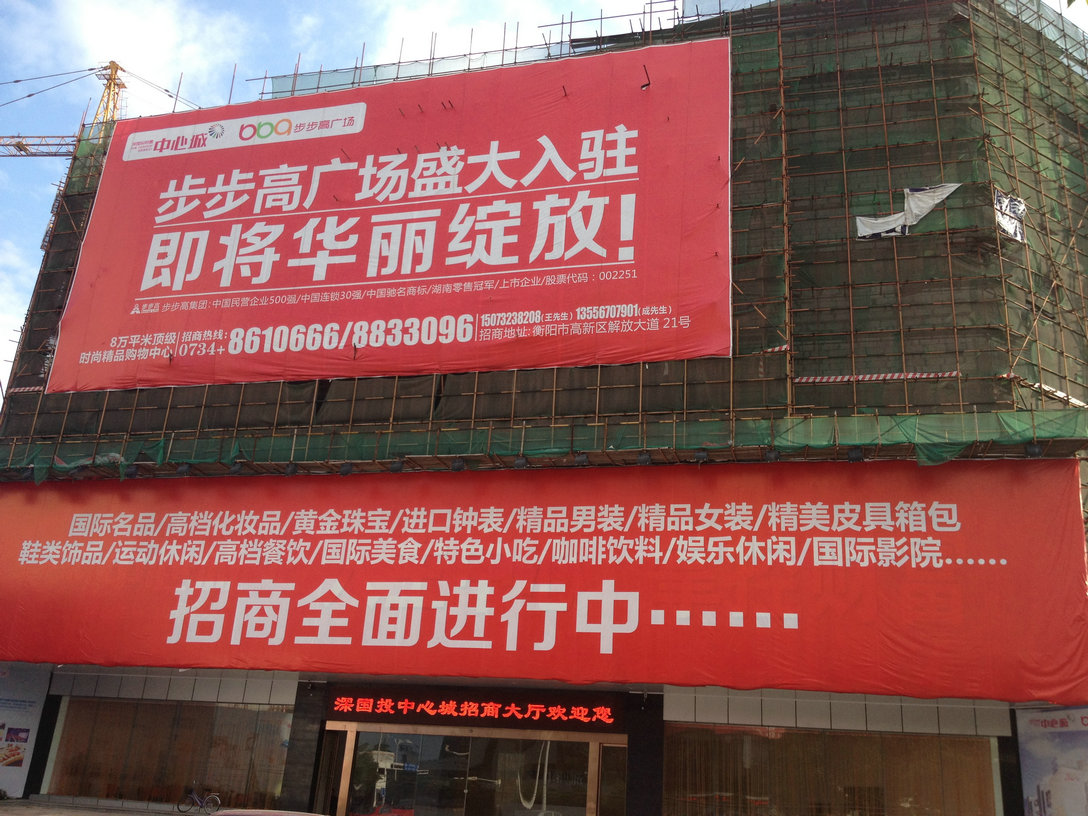 中心城 bba 步步高广场
步步高广场盛大入驻
即将华丽绽放!
步步高集团:中国民营企业500强/中国连锁30强/中国驰名商标/湖南零售冠军/上市企业/股票代码:002251
8万平米顶级 招商热线: 8610666/8833096 15073238208(王先生) 13556707901(成先生)
时尚精品购物中心 0734+ 招商地址:衡阳市高新区解放大道 21号
国际名品/高档化妆品/黄金珠宝/进口钟表/精品男装/精品女装/精美皮具箱包
鞋类饰品/运动休闲/高档餐饮/国际美食/特色小吃/咖啡饮料/娱乐休闲/国际影院......
招商全面进行中······
深国投中心城招商大厅欢迎您
中心城